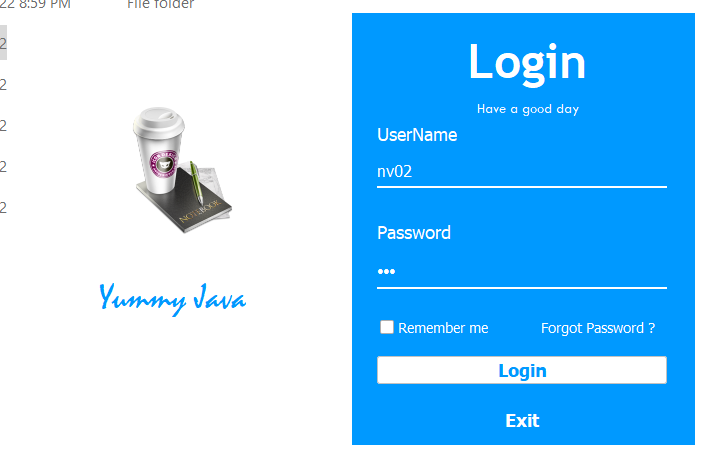 22 8:59 PM File folder
2
2
2
2
2
NOTEBOOK
Yummy Java
Login
Have a good day
UserName
nv02
Password
•••
Remember me Forgot Password ?
Login
Exit